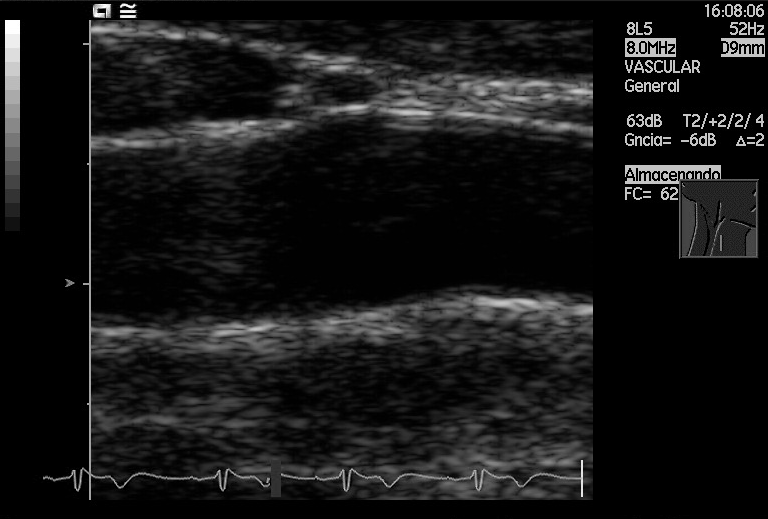 16:08:06
8L5 52Hz
8.0MHz 09mm
VASCULAR
General
63dB T2/+2/2/ 4
Gncia= -6dB Δ=2
Almacenando
FC= 62